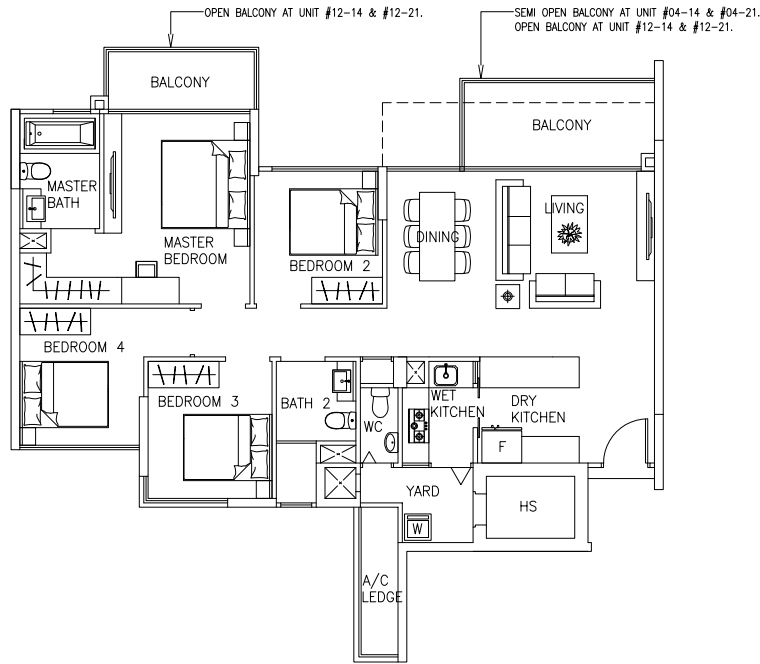 OPEN BALCONY AT UNIT #12-14 & #12-21.
SEMI OPEN BALCONY AT UNIT #04-14 & #04-21.
OPEN BALCONY AT UNIT #12-14 & #12-21.
BALCONY
BALCONY
MASTER
BATH
MASTER
BEDROOM
BEDROOM 2
DINING
LIVING
BEDROOM 4
BEDROOM 3
BATH 2
WC
WET
KITCHEN
DRY
KITCHEN
F
YARD
HS
W
A/C
LEDGE